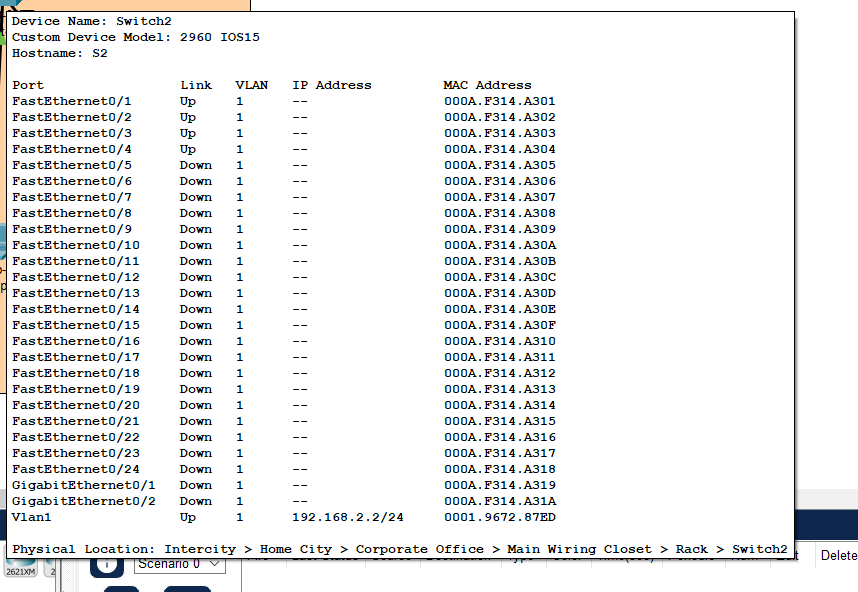 Device Name: Switch2
Custom Device Model: 2960 IOS15
Hostname: S2
Port Link VLAN IP Address MAC Address
FastEthernet0/1 Up 1 -- 000A.F314.A301
FastEthernet0/2 Up 1 -- 000A.F314.A302
FastEthernet0/3 Up 1 -- 000A.F314.A303
FastEthernet0/4 Up 1 -- 000A.F314.A304
FastEthernet0/5 Down 1 -- 000A.F314.A305
FastEthernet0/6 Down 1 -- 000A.F314.A306
FastEthernet0/7 Down 1 -- 000A.F314.A307
FastEthernet0/8 Down 1 -- 000A.F314.A308
FastEthernet0/9 Down 1 -- 000A.F314.A309
FastEthernet0/10 Down 1 -- 000A.F314.A30A
FastEthernet0/11 Down 1 -- 000A.F314.A30B
FastEthernet0/12 Down 1 -- 000A.F314.A30C
FastEthernet0/13 Down 1 -- 000A.F314.A30D
FastEthernet0/14 Down 1 -- 000A.F314.A30E
FastEthernet0/15 Down 1 -- 000A.F314.A30F
FastEthernet0/16 Down 1 -- 000A.F314.A310
FastEthernet0/17 Down 1 -- 000A.F314.A311
FastEthernet0/18 Down 1 -- 000A.F314.A312
FastEthernet0/19 Down 1 -- 000A.F314.A313
FastEthernet0/20 Down 1 -- 000A.F314.A314
FastEthernet0/21 Down 1 -- 000A.F314.A315
FastEthernet0/22 Down 1 -- 000A.F314.A316
FastEthernet0/23 Down 1 -- 000A.F314.A317
FastEthernet0/24 Down 1 -- 000A.F314.A318
GigabitEthernet0/1 Down 1 -- 000A.F314.A319
GigabitEthernet0/2 Down 1 -- 000A.F314.A31A
Vlan1 Up 1 192.168.2.2/24 0001.9672.87ED
Physical Location: Intercity > Home City > Corporate Office > Main Wiring Closet > Rack > Switch2
Delete
Scenario 0
2621XM